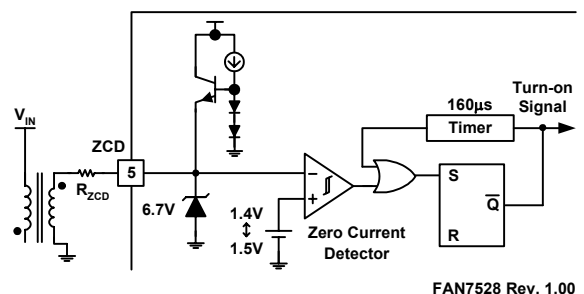 Turn-on
Signal
160μs
Timer
V_IN
ZCD
5
R_ZCD
6.7V
−
+
1.4V
↕
1.5V
Zero Current
Detector
S
Q̅
R
FAN7528 Rev. 1.00